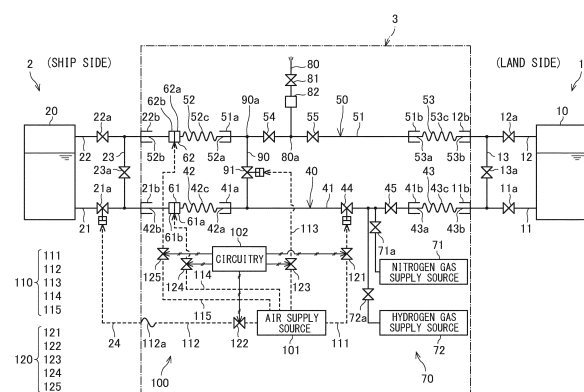 3
2 (SHIP SIDE)
(LAND SIDE) 1
80
81
82
62a
62b 52 51a 90a 50 51b 53 12b
20 22a 22b 52c 54 55 51 53c 12a 10
22 23 52b 62 52a 90 80a 53a 53b 13 12
23a 91 13a
21a 21b 61 42 42c 41a 40 41 44 45 41b 43 43c 11b 11a
21 42b 61b 61a 42a 113 43a 43b 11
102
CIRCUITRY
71a 71
NITROGEN GAS
SUPPLY SOURCE
125 124 114 123 121
115
72a
HYDROGEN GAS
SUPPLY SOURCE
72
AIR SUPPLY
SOURCE
101
24 112a 112 122 111
100 70
110
111
112
113
114
115
120
121
122
123
124
125